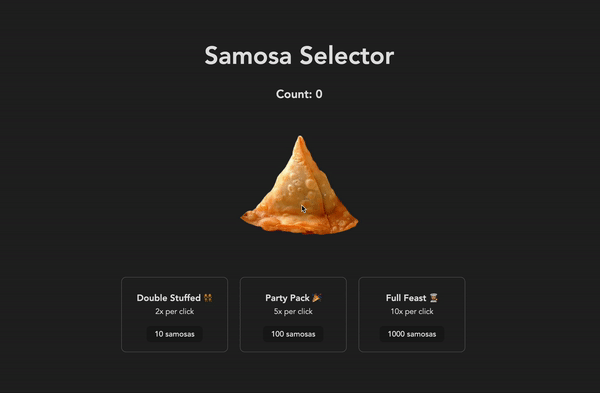 Samosa Selector
Count: 0
Double Stuffed 👯‍♀️
2x per click
10 samosas
Party Pack 🎉
5x per click
100 samosas
Full Feast 👩🏽‍🍳
10x per click
1000 samosas